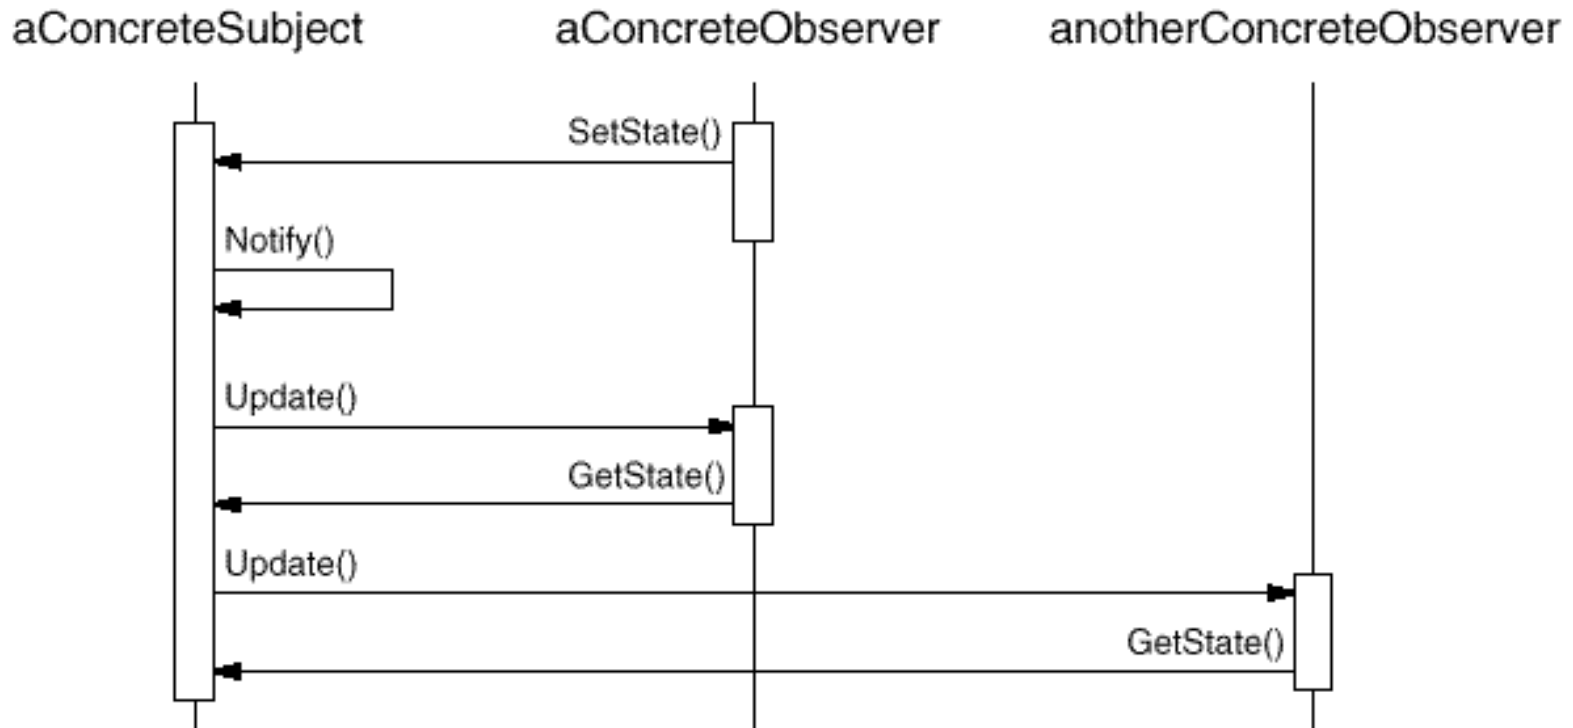 aConcreteSubject
aConcreteObserver
anotherConcreteObserver
SetState()
Notify()
Update()
GetState()
Update()
GetState()